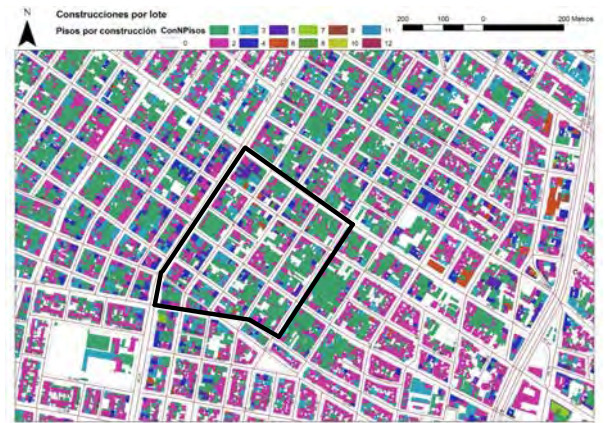 N
Construcciones por lote
Pisos por construcción ConNPisos
0
1 3 5 7 9 11
2 4 6 8 10 12
200 100 0 200 Metros